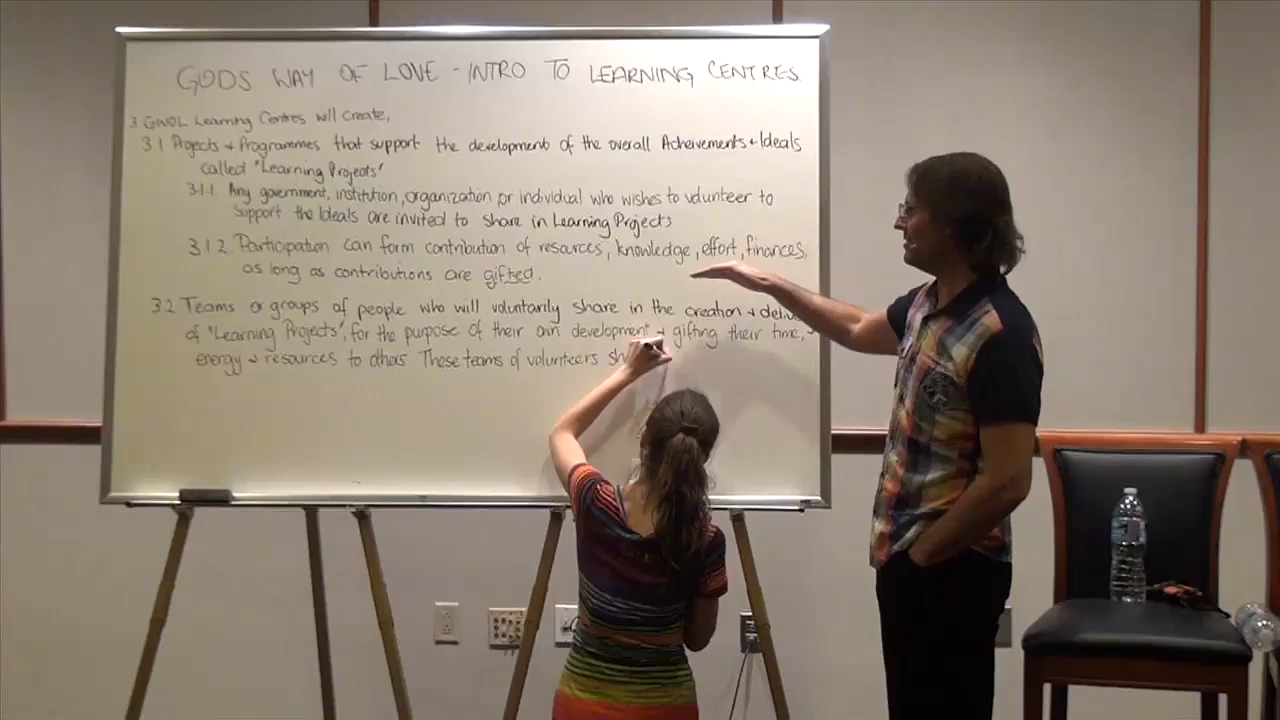 GODS WAY OF LOVE - INTRO TO LEARNING CENTRES
3 GWOL Learning Centres will create,
3.1 Projects + Programmes that support the development of the overall Acheivements + Ideals
called "Learning Projects"
3.1.1 Any government, institution, organization, or individual who wishes to volunteer to
support the Ideals are invited to share in Learning Projects
3.1.2 Participation can form contribution of resources, knowledge, effort, finances,
as long as contributions are gifted.
3.2 Teams or groups of people who will voluntarily share in the creation +
of "Learning Projects", for the purpose of their own development + gifting their time, +
energy + resources to others These teams of volunteers